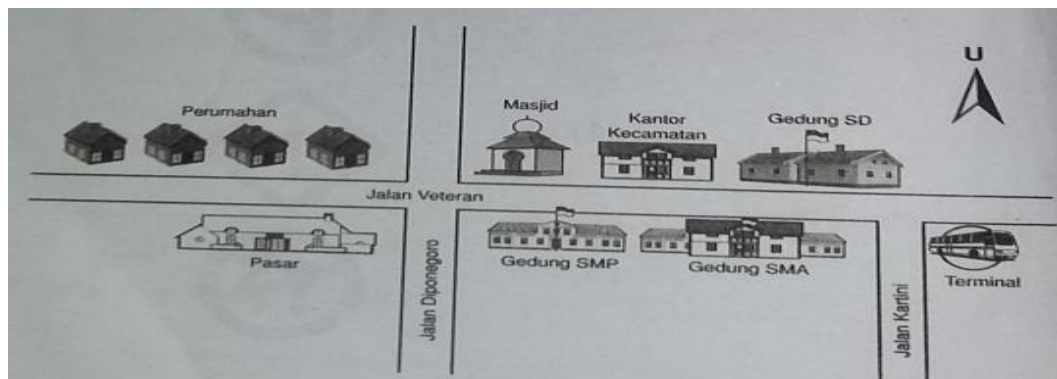 U
Perumahan
Masjid
Kantor
Kecamatan
Gedung SD
Jalan Veteran
Pasar
Jalan Diponegoro
Gedung SMP
Gedung SMA
Jalan Kartini
Terminal